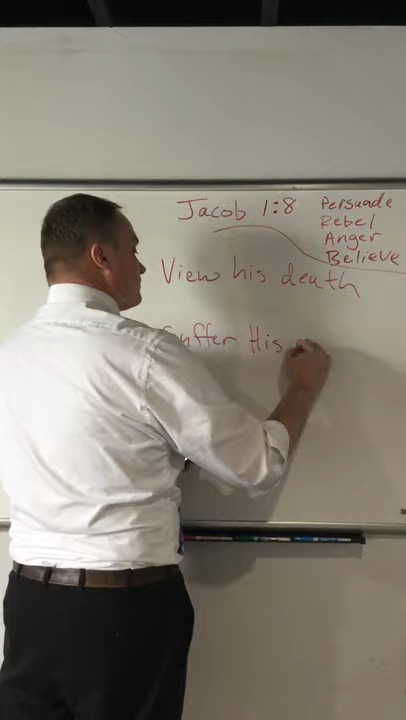 Jacob 1:8
Persuade
Rebel
Anger
Believe
View his death
Suffer His